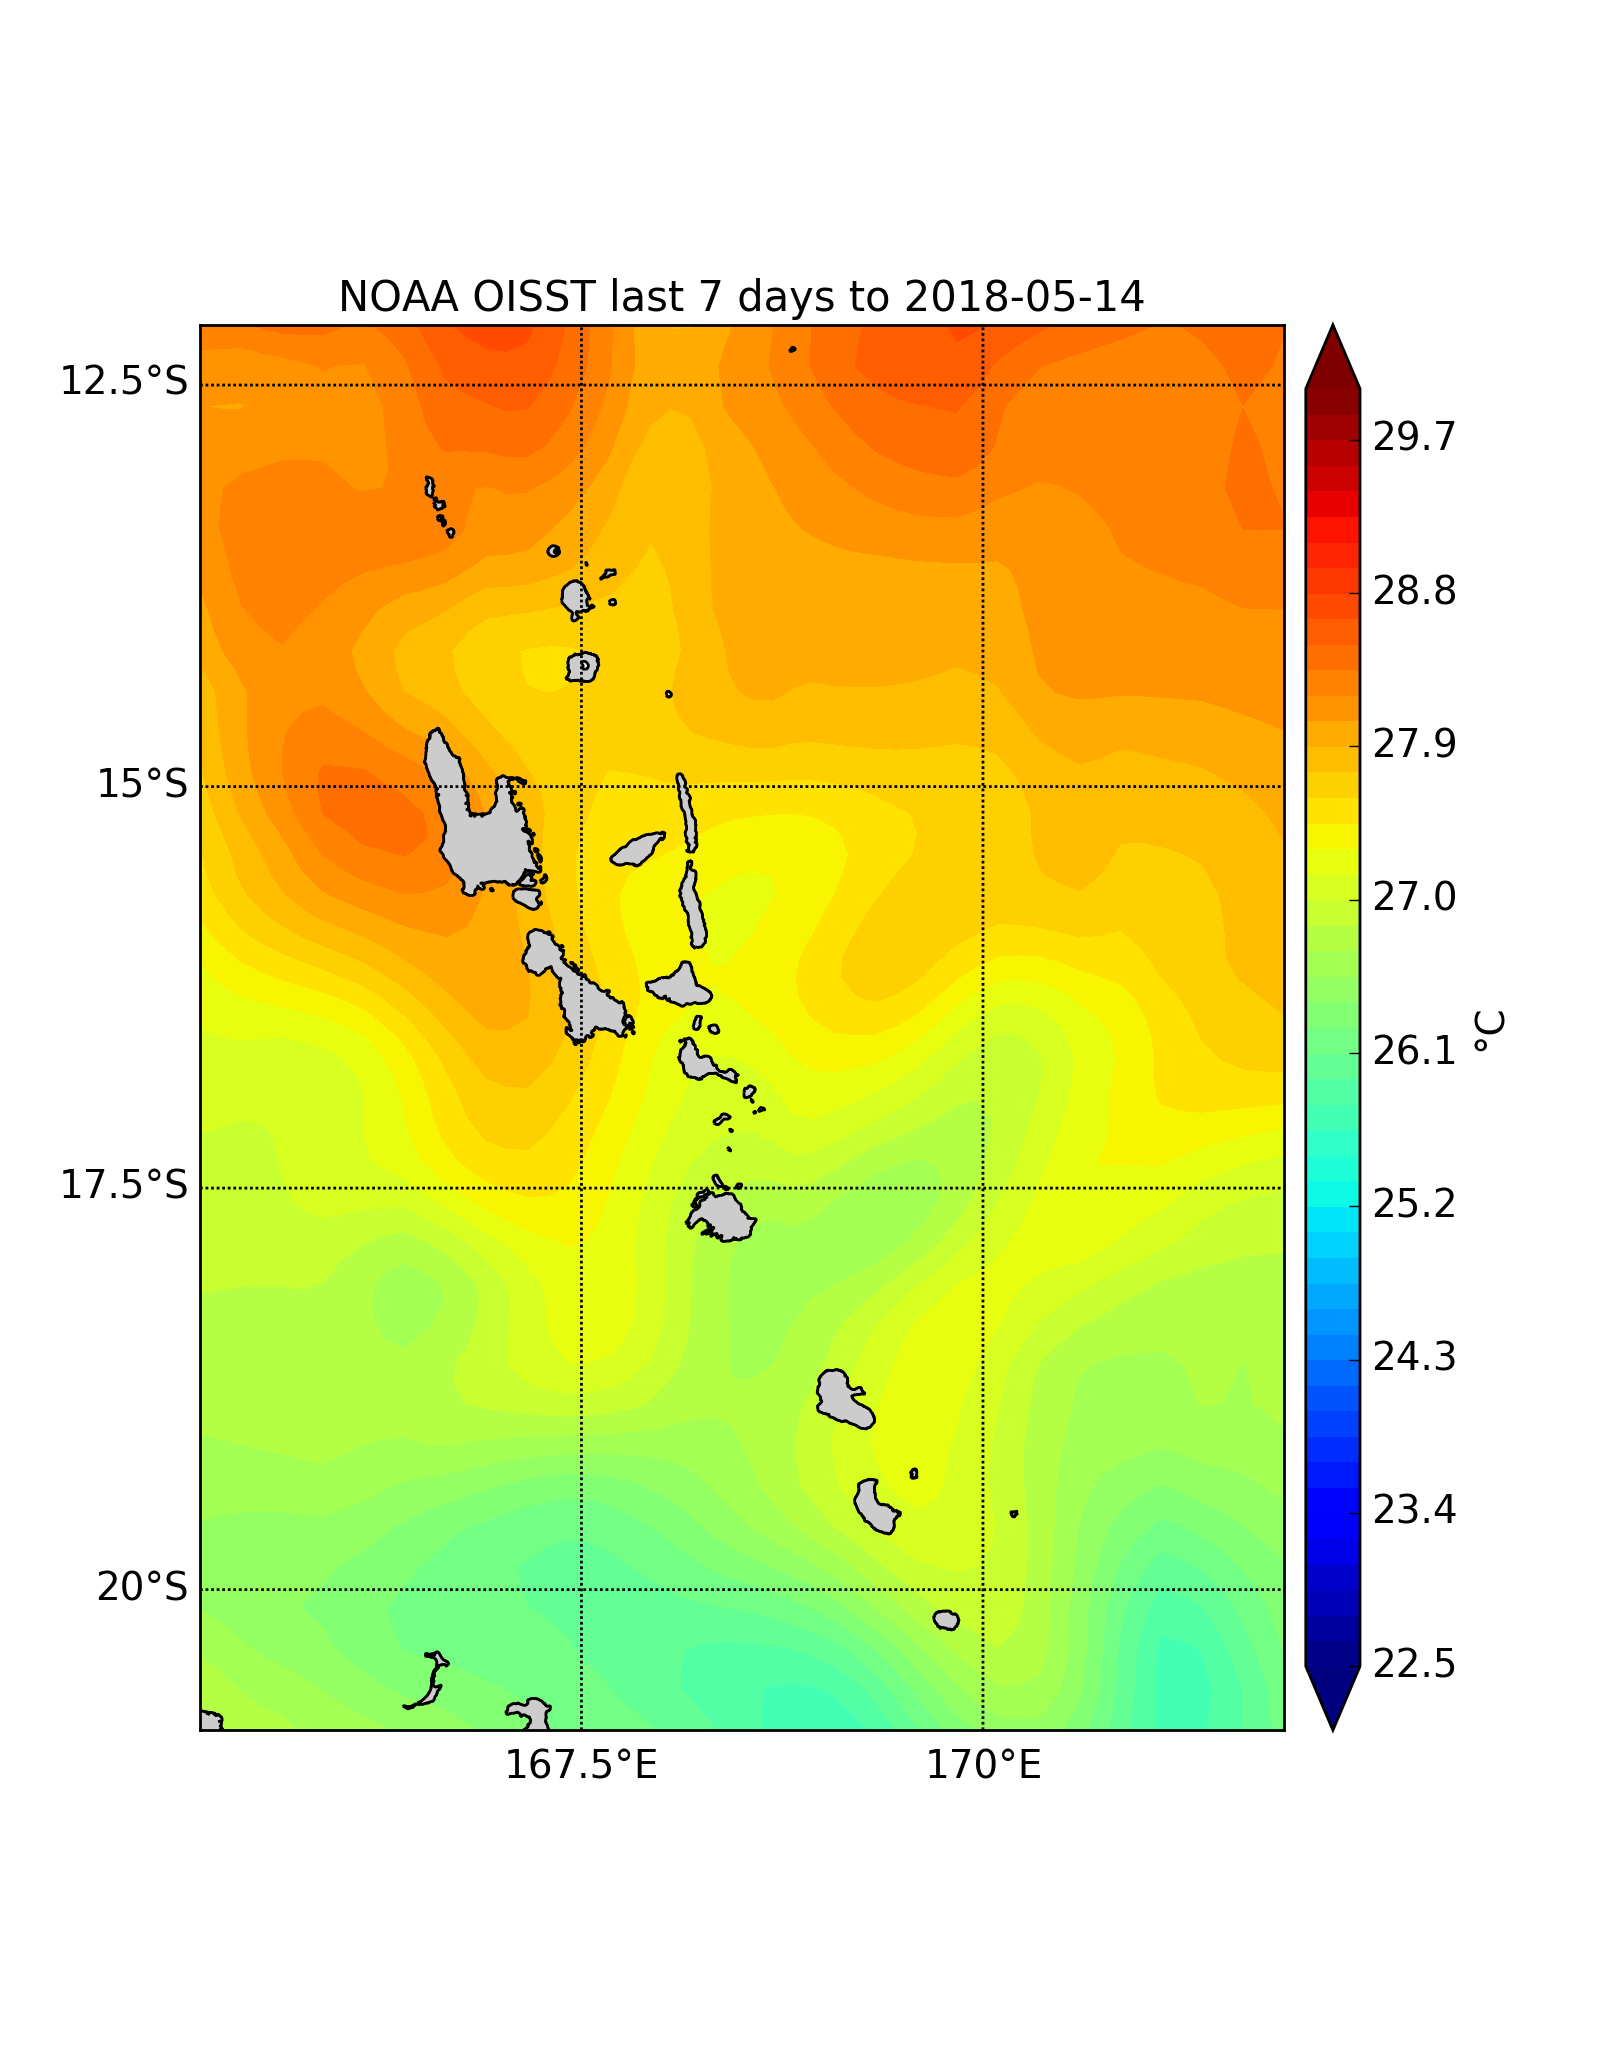 NOAA OISST last 7 days to 2018-05-14
12.5°S
15°S
17.5°S
20°S
167.5°E
170°E
29.7
28.8
27.9
27.0
26.1
25.2
24.3
23.4
22.5
°C